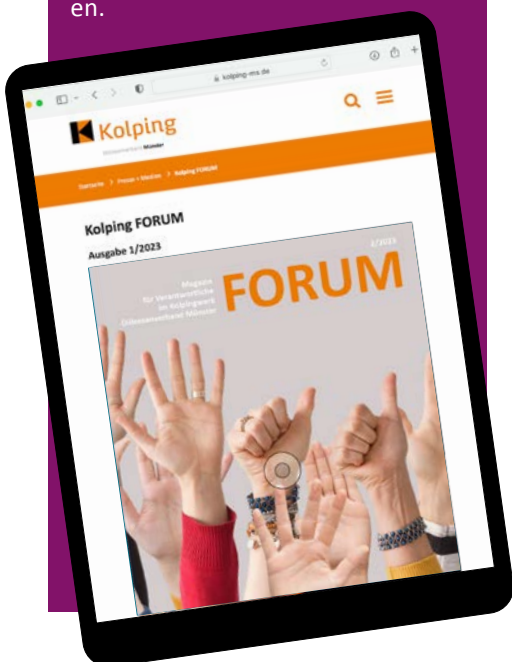 en.
kolping-ms.de
Kolping
Diözesanverband Münster
Startseite > Presse + Medien > Kolping FORUM
Kolping FORUM
Ausgabe 1/2023
1/2023
Magazin
für Verantwortliche
im Kolpingwerk
Diözesanverband Münster
FORUM